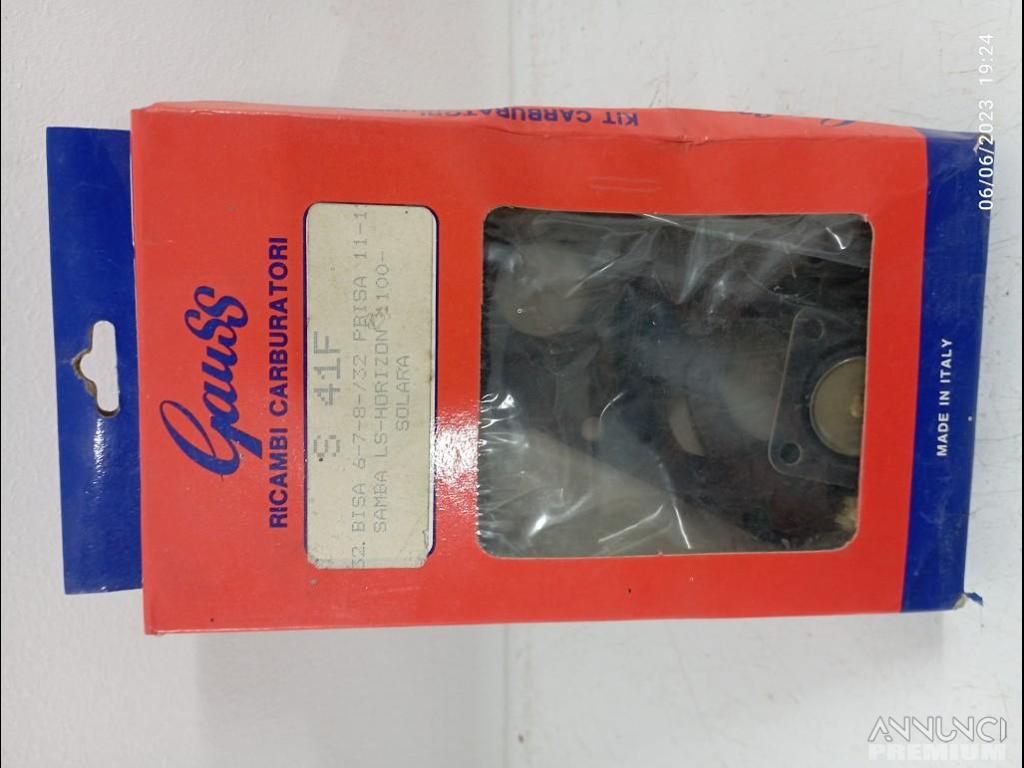 KIT CARBURATORI
Gauss
RICAMBI CARBURATORI
S 41F
32. BISA 6-7-8-/32 PBISA 11-1
SAMBA LS-HORIZON 1100-
SOLARA
MADE IN ITALY
06/06/2023 19:24
ANNUNCI
PREMIUM